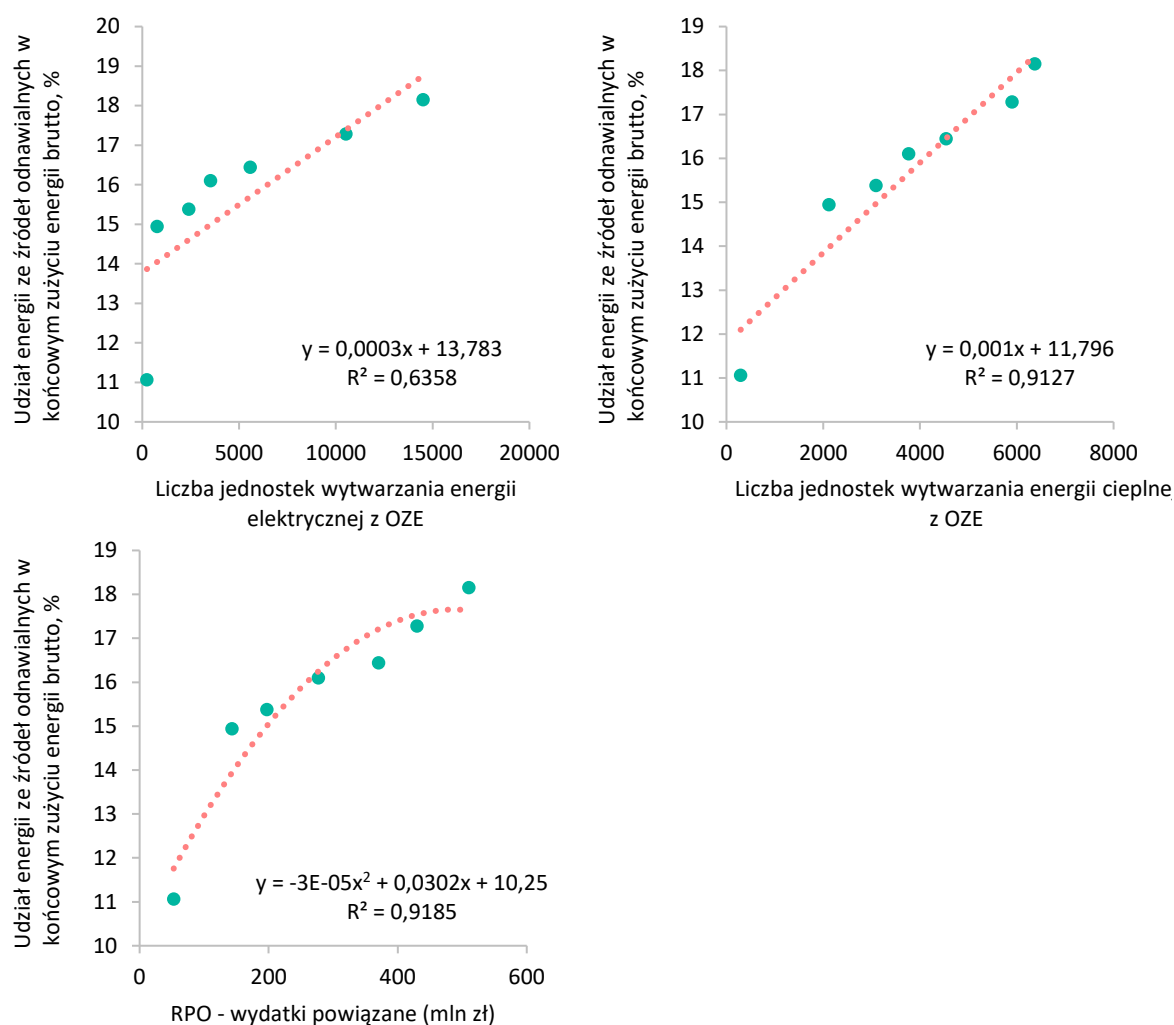 Udział energii ze źródeł odnawialnych w
końcowym zużyciu energii brutto, %
20
19
18
17
16
15
14
13
12
11
10
y = 0,0003x + 13,783
R² = 0,6358
0 5000 10000 15000 20000
Liczba jednostek wytwarzania energii
elektrycznej z OZE
Udział energii ze źródeł odnawialnych w
końcowym zużyciu energii brutto, %
19
18
17
16
15
14
13
12
11
10
y = 0,001x + 11,796
R² = 0,9127
0 2000 4000 6000 8000
Liczba jednostek wytwarzania energii cieplne
z OZE
Udział energii ze źródeł odnawialnych w
końcowym zużyciu energii brutto, %
19
18
17
16
15
14
13
12
11
10
y = -3E-05x² + 0,0302x + 10,25
R² = 0,9185
0 200 400 600
RPO - wydatki powiązane (mln zł)